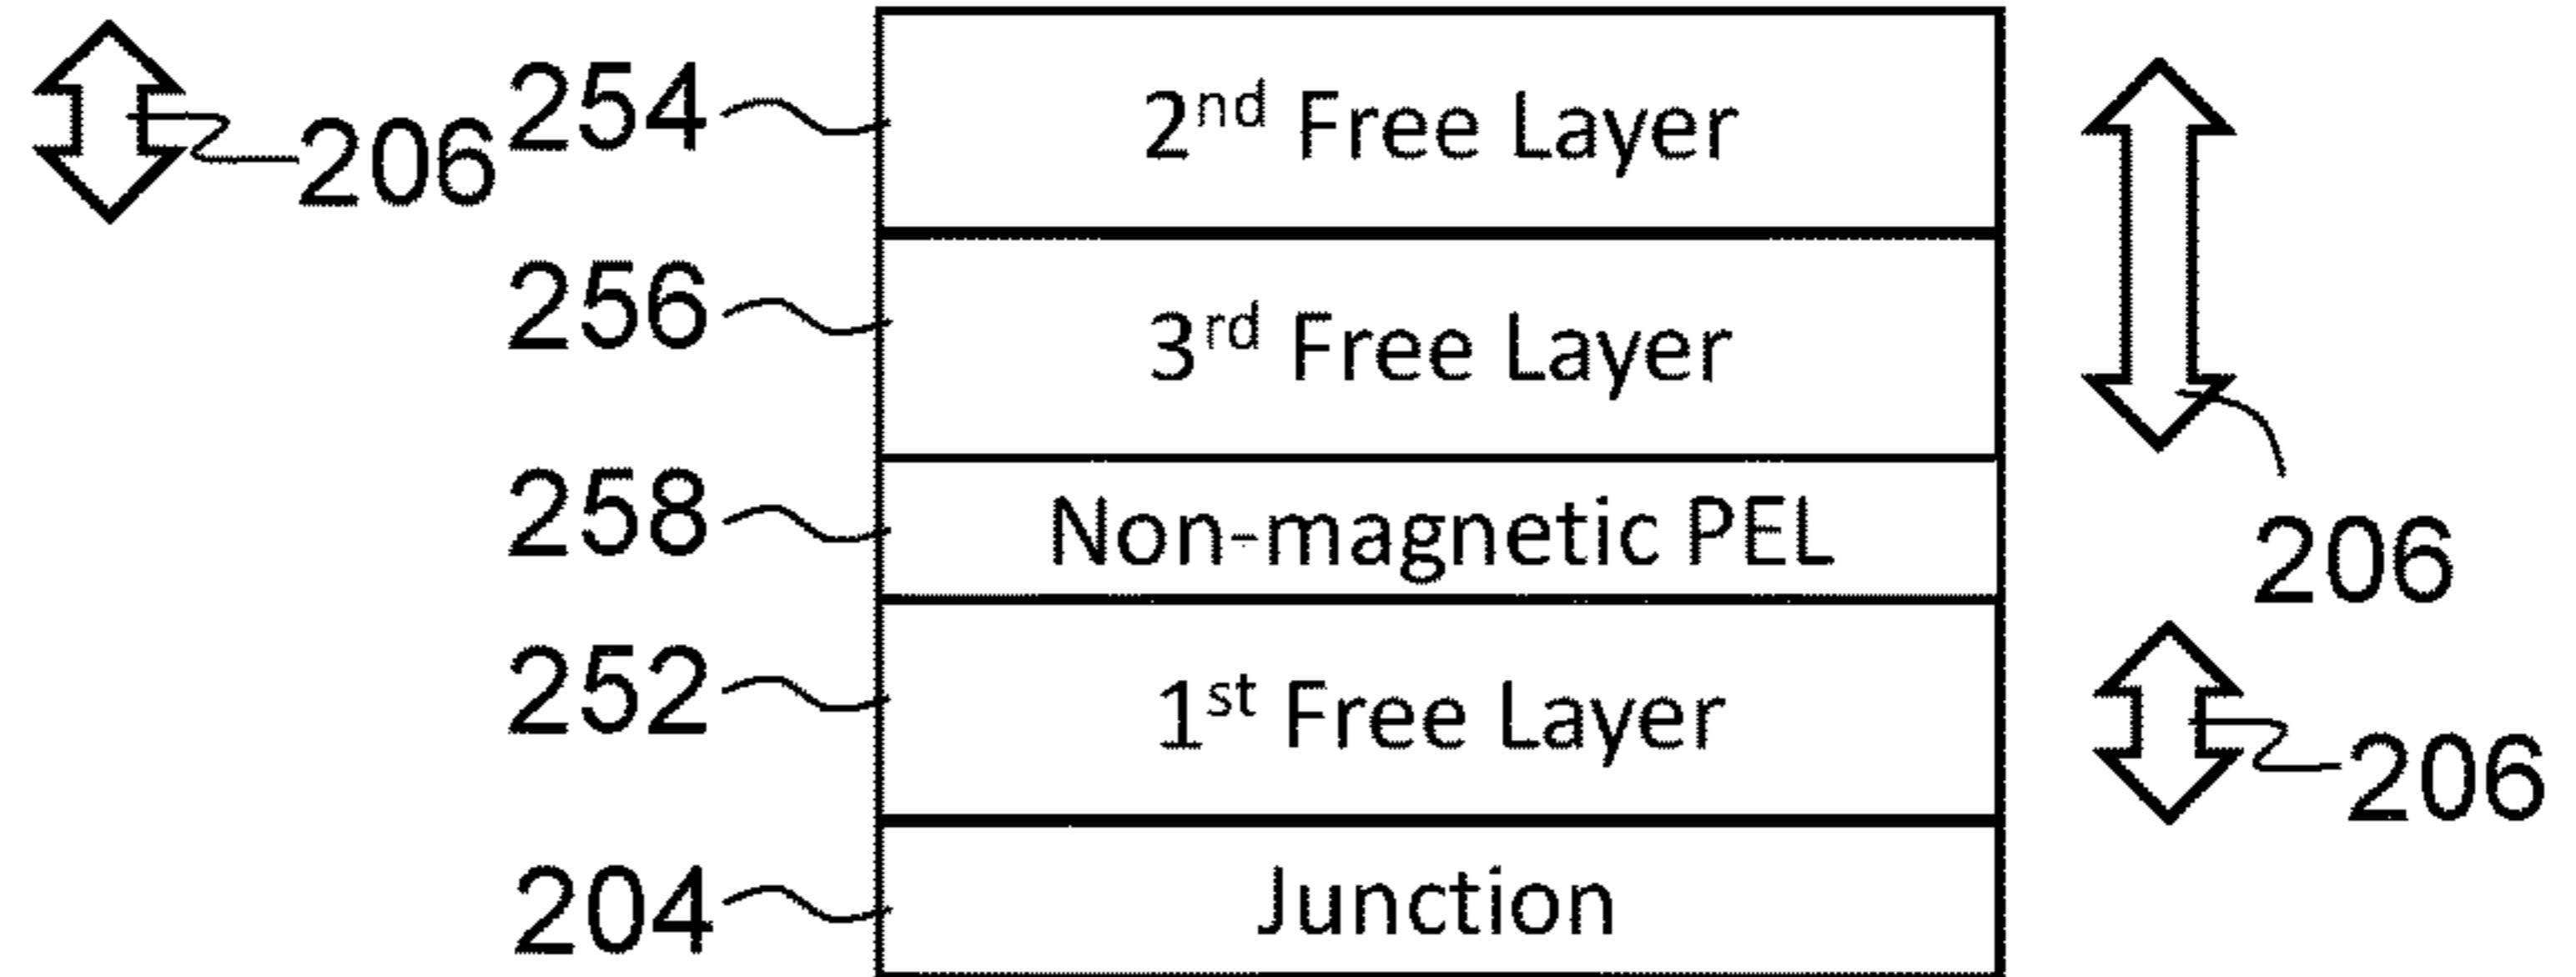 254 2nd Free Layer
206
256 3rd Free Layer
258 Non-magnetic PEL
206
252 1st Free Layer
206
204 Junction